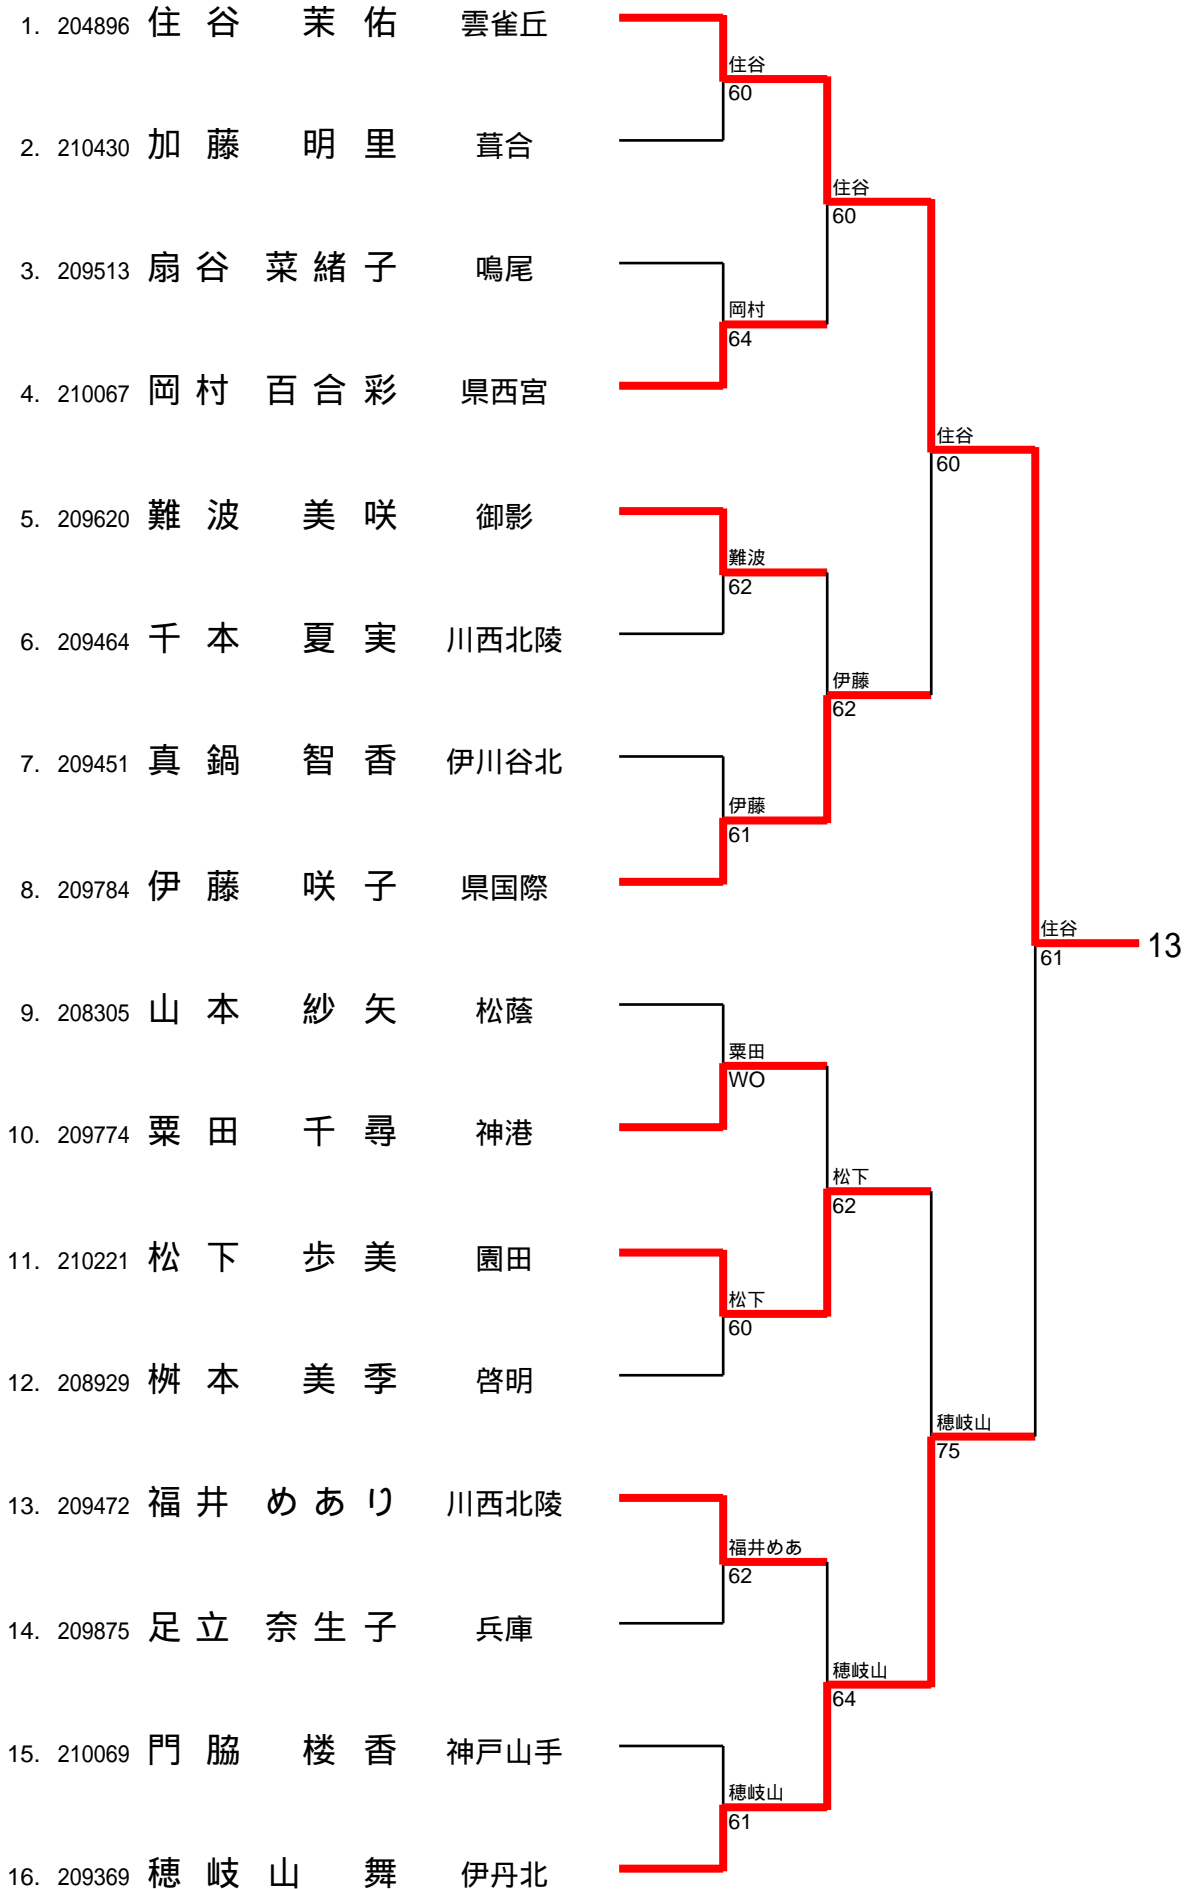 1. 204896 住谷 茉佑 雲雀丘
住谷
60
2. 210430 加藤 明里 葺合
住谷
60
3. 209513 扇谷 菜緒子 鳴尾
岡村
64
4. 210067 岡村 百合彩 県西宮
住谷
60
5. 209620 難波 美咲 御影
難波
62
6. 209464 千本 夏実 川西北陵
伊藤
62
7. 209451 真鍋 智香 伊川谷北
伊藤
61
8. 209784 伊藤 咲子 県国際
住谷
61
13
9. 208305 山本 紗矢 松蔭
粟田
WO
10. 209774 粟田 千尋 神港
松下
62
11. 210221 松下 歩美 園田
松下
60
12. 208929 桝本 美季 啓明
穂岐山
75
13. 209472 福井 めあり 川西北陵
福井めあ
62
14. 209875 足立 奈生子 兵庫
穂岐山
64
15. 210069 門脇 楼香 神戸山手
穂岐山
61
16. 209369 穂岐山 舞 伊丹北